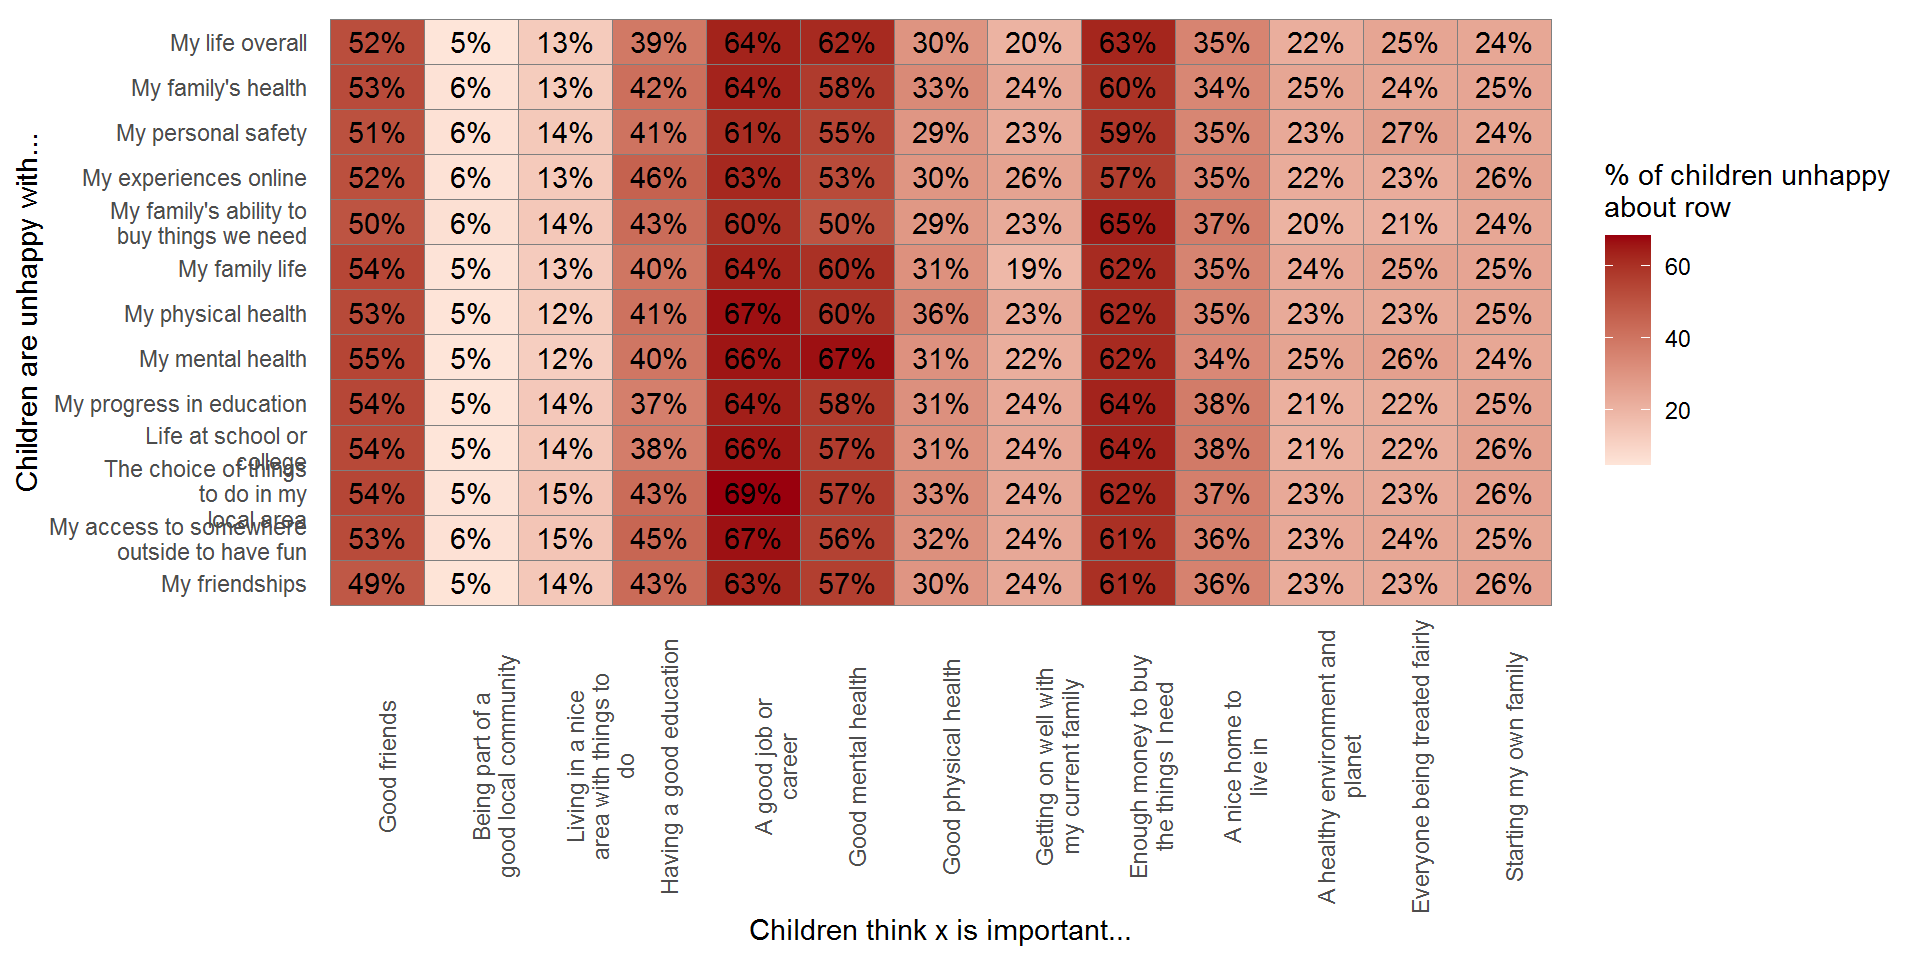 My life overall 52% 5% 13% 39% 64% 62% 30% 20% 63% 35% 22% 25% 24%
My family's health 53% 6% 13% 42% 64% 58% 33% 24% 60% 34% 25% 24% 25%
My personal safety 51% 6% 14% 41% 61% 55% 29% 23% 59% 35% 23% 27% 24%
My experiences online 52% 6% 13% 46% 63% 53% 30% 26% 57% 35% 22% 23% 26%
My family's ability to
buy things we need 50% 6% 14% 43% 60% 50% 29% 23% 65% 37% 20% 21% 24%
My family life 54% 5% 13% 40% 64% 60% 31% 19% 62% 35% 24% 25% 25%
My physical health 53% 5% 12% 41% 67% 60% 36% 23% 62% 35% 23% 23% 25%
My mental health 55% 5% 12% 40% 66% 67% 31% 22% 62% 34% 25% 26% 24%
My progress in education 54% 5% 14% 37% 64% 58% 31% 24% 64% 38% 21% 22% 25%
Life at school or
college 54% 5% 14% 38% 66% 57% 31% 24% 64% 38% 21% 22% 26%
The choice of things
to do in my
local area 54% 5% 15% 43% 69% 57% 33% 24% 62% 37% 23% 23% 26%
My access to somewhere
outside to have fun 53% 6% 15% 45% 67% 56% 32% 24% 61% 36% 23% 24% 25%
My friendships 49% 5% 14% 43% 63% 57% 30% 24% 61% 36% 23% 23% 26%
Children are unhappy with...
Good friends
Being part of a
good local community
Living in a nice
area with things to
do
Having a good education
A good job or
career
Good mental health
Good physical health
Getting on well with
my current family
Enough money to buy
the things I need
A nice home to
live in
A healthy environment and
planet
Everyone being treated fairly
Starting my own family
Children think x is important...
% of children unhappy
about row
60
40
20